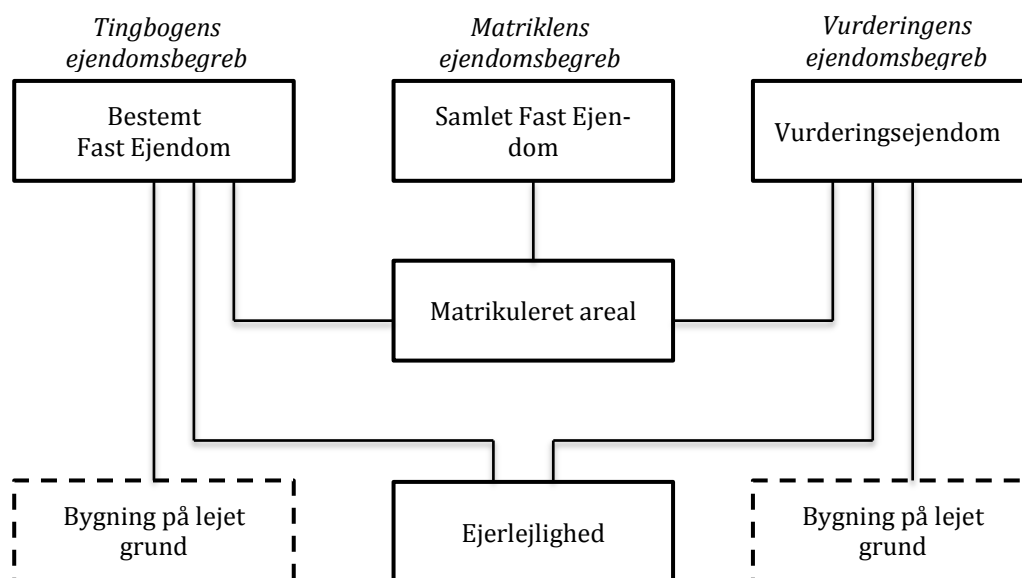 Tingbogens
ejendomsbegreb
Matriklens
ejendomsbegreb
Vurderingens
ejendomsbegreb
Bestemt
Fast Ejendom
Samlet Fast Ejen-
dom
Vurderingsejendom
Matrikuleret areal
Bygning på lejet
grund
Ejerlejlighed
Bygning på lejet
grund